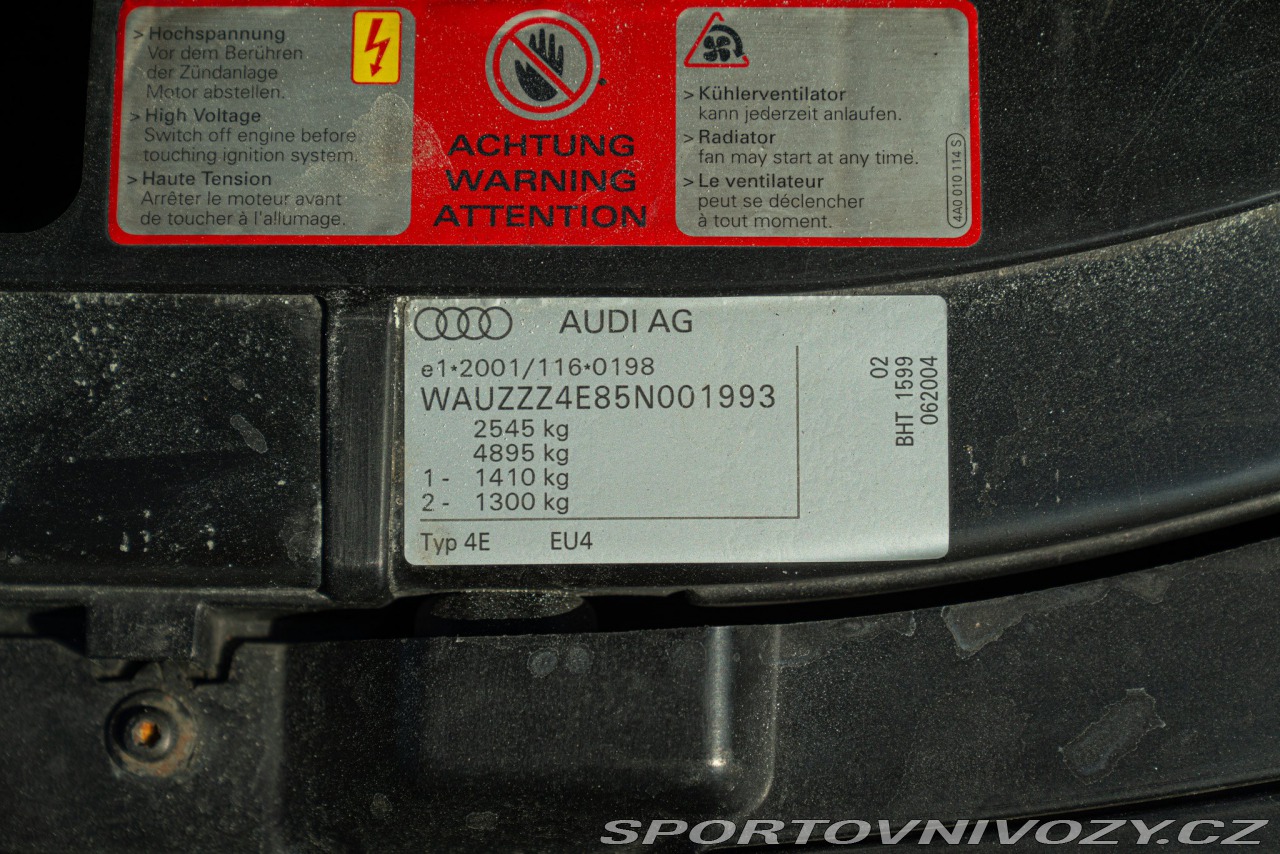 > Hochspannung
Vor dem Berühren
der Zündanlage
Motor abstellen.
> High Voltage
Switch off engine before
touching ignition system.
> Haute Tension
Arrêter le moteur avant
de toucher à l'allumage.
ACHTUNG
WARNING
ATTENTION
> Kühlerventilator
kann jederzeit anlaufen.
> Radiator
fan may start at any time.
> Le ventilateur
peut se déclencher
à tout moment.
4A0 010 114 S
AUDI AG
e1*2001/116*0198
WAUZZZ4E85N001993
2545 kg
4895 kg
1 - 1410 kg
2 - 1300 kg
Typ 4E EU4
02
BHT 1599
062004
SPORTOVNIVOZY.CZ